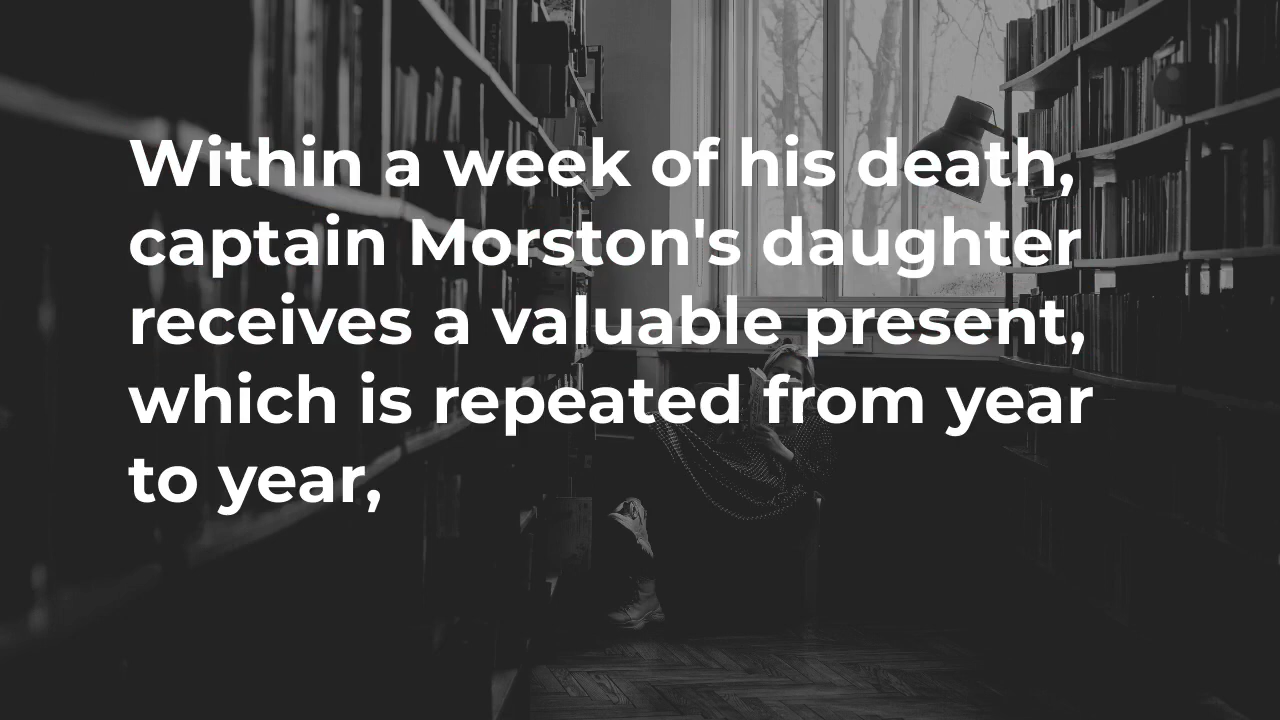 Within a week of his death,
captain Morston's daughter
receives a valuable present,
which is repeated from year
to year,